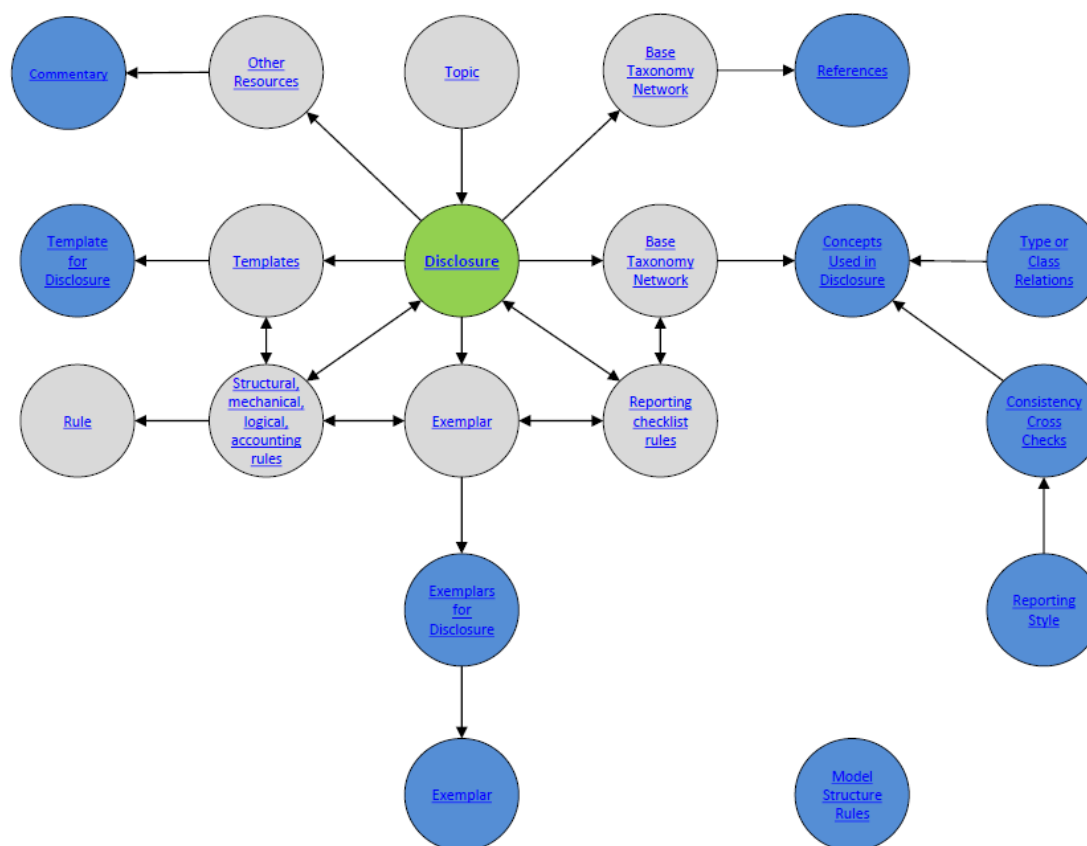 Commentary
Other
Resources
Topic
Base
Taxonomy
Network
References
Template
for
Disclosure
Templates
Disclosure
Base
Taxonomy
Network
Concepts
Used in
Disclosure
Type or
Class
Relations
Rule
Structural,
mechanical,
logical,
accounting
rules
Exemplar
Reporting
checklist
rules
Consistency
Cross
Checks
Exemplars
for
Disclosure
Reporting
Style
Exemplar
Model
Structure
Rules